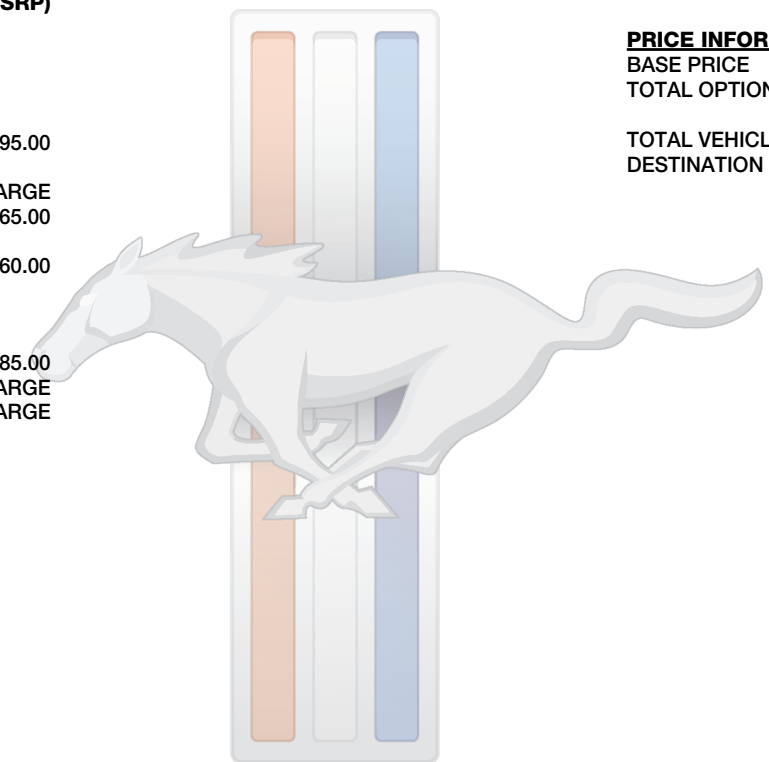 SRP)
95.00
ARGE
65.00
60.00
85.00
ARGE
ARGE
PRICE INFOR
BASE PRICE
TOTAL OPTION
TOTAL VEHICL
DESTINATION